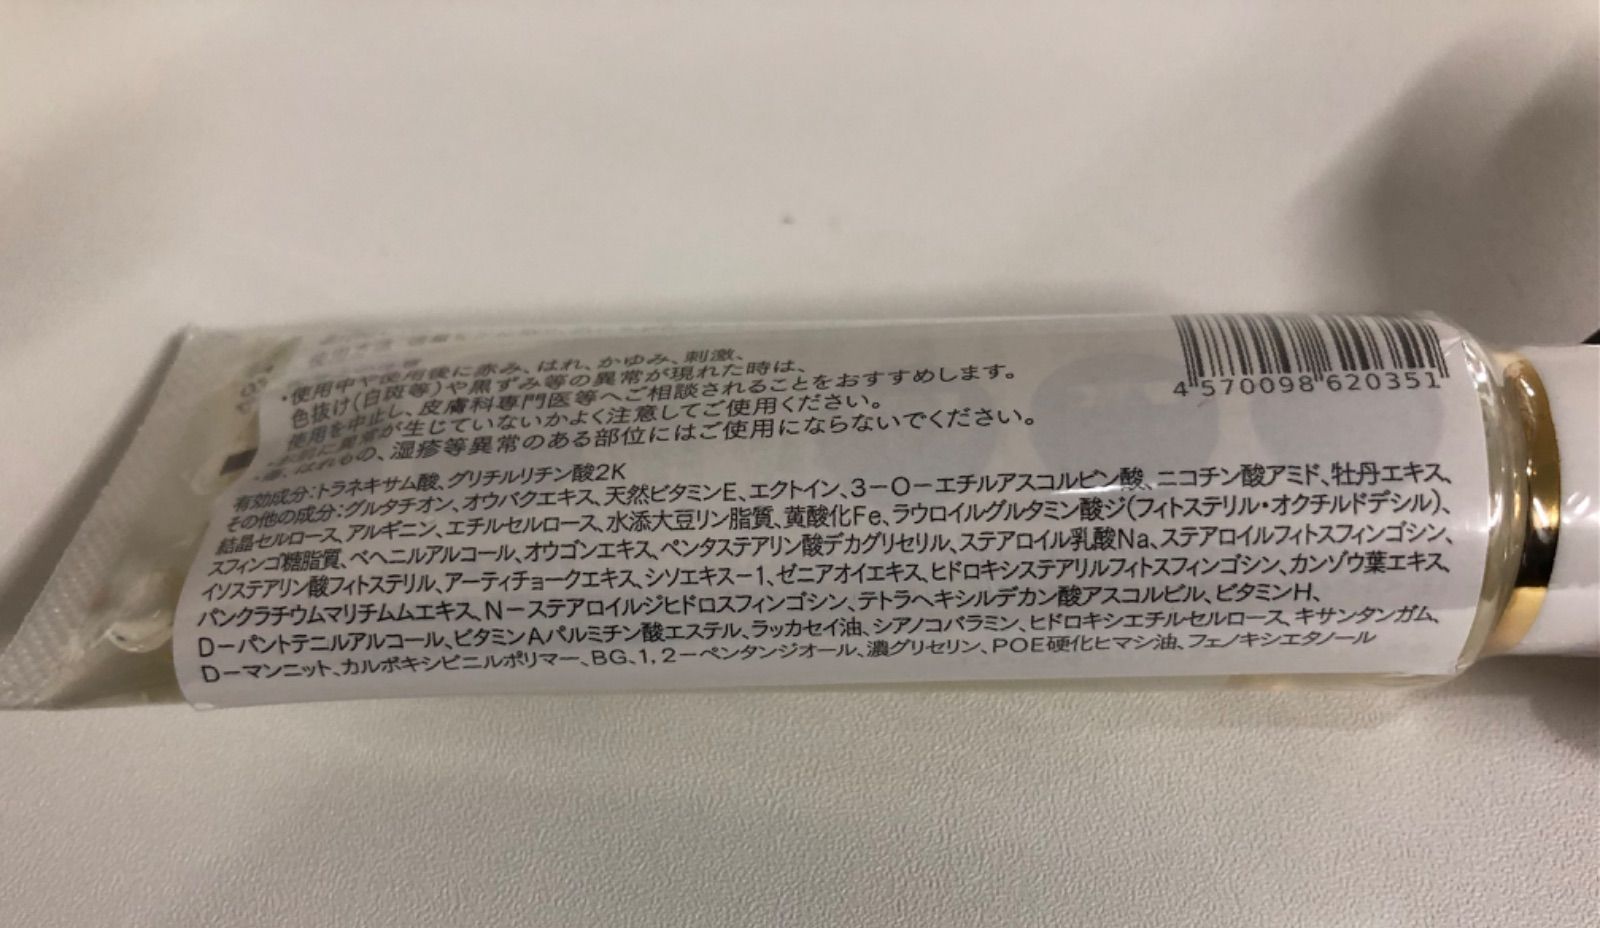 ・使用中や使用後に赤み、はれ、かゆみ、刺激、
色抜け(白斑等)や黒ずみ等の異常が現れた時は、
使用を中止し、皮膚科専門医等へご相談されることをおすすめします。
・お肌に異常が生じていないかよく注意してご使用ください。
はれもの、湿疹等異常のある部位にはご使用にならないでください。
4 570098 620351
有効成分:トラネキサム酸、グリチルリチン酸2K
その他の成分:グルタチオン、オウバクエキス、天然ビタミンE、エクトイン、3-O-エチルアスコルビン酸、ニコチン酸アミド、牡丹エキス、
結晶セルロース、アルギニン、エチルセルロース、水添大豆リン脂質、黄酸化Fe、ラウロイルグルタミン酸ジ(フィトステリル・オクチルドデシル)、
スフィンゴ糖脂質、ベヘニルアルコール、オウゴンエキス、ペンタステアリン酸デカグリセリル、ステアロイル乳酸Na、ステアロイルフィトスフィンゴシン、
イソステアリン酸フィトステリル、アーティチョークエキス、シソエキス-1、ゼニアオイエキス、ヒドロキシステアリルフィトスフィンゴシン、カンゾウ葉エキス、
バンクラチウムマリチムムエキス、N-ステアロイルジヒドロスフィンゴシン、テトラヘキシルデカン酸アスコルビル、ビタミンH、
D-パントテニルアルコール、ビタミンAパルミチン酸エステル、ラッカセイ油、シアノコバラミン、ヒドロキシエチルセルロース、キサンタンガム、
D-マンニット、カルボキシビニルポリマー、BG、1,2-ペンタンジオール、濃グリセリン、POE硬化ヒマシ油、フェノキシエタノール